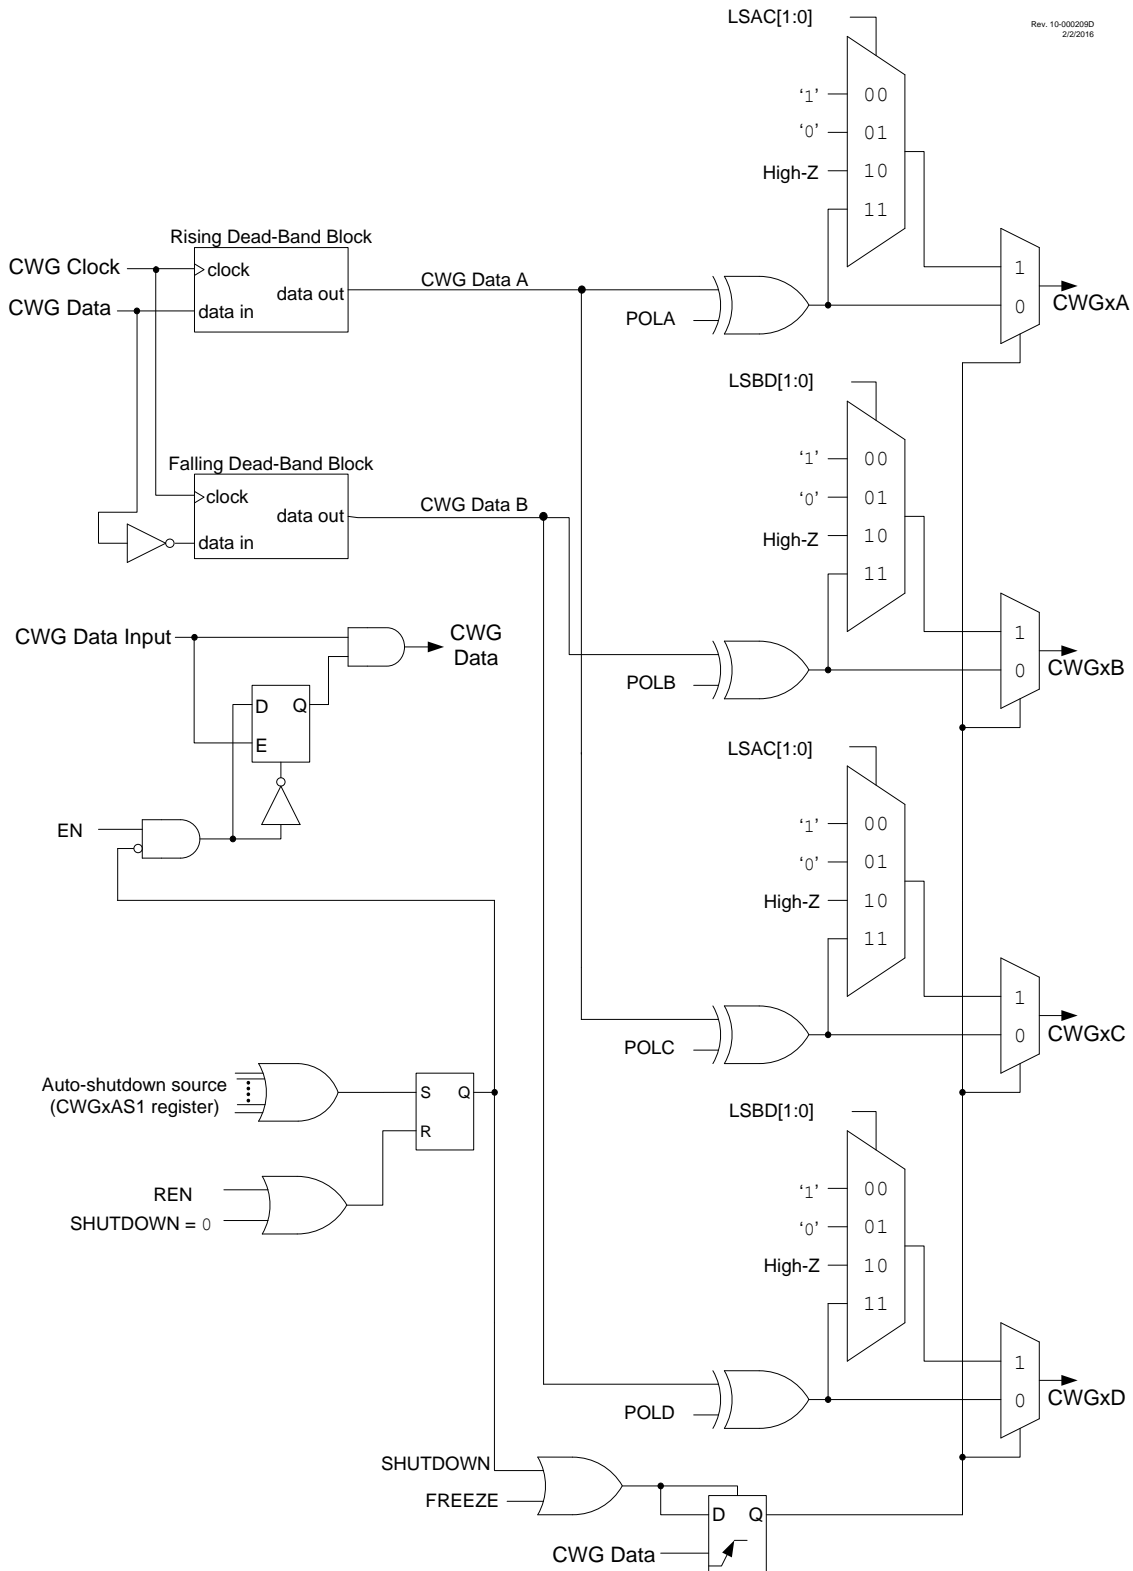 LSAC[1:0]
Rev. 10-000209D
2/2/2016
‘1’ 00
‘0’ 01
High-Z 10
11
Rising Dead-Band Block
CWG Clock
clock
CWG Data
data in
data out
CWG Data A
POLA
1
0
CWGxA
LSBD[1:0]
‘1’ 00
‘0’ 01
High-Z 10
11
Falling Dead-Band Block
clock
data out
data in
CWG Data B
POLB
1
0
CWGxB
CWG Data Input
CWG
Data
D Q
E
EN
LSAC[1:0]
‘1’ 00
‘0’ 01
High-Z 10
11
POLC
1
0
CWGxC
Auto-shutdown source
(CWGxAS1 register)
S Q
R
REN
SHUTDOWN = 0
LSBD[1:0]
‘1’ 00
‘0’ 01
High-Z 10
11
POLD
1
0
CWGxD
SHUTDOWN
FREEZE
D Q
CWG Data